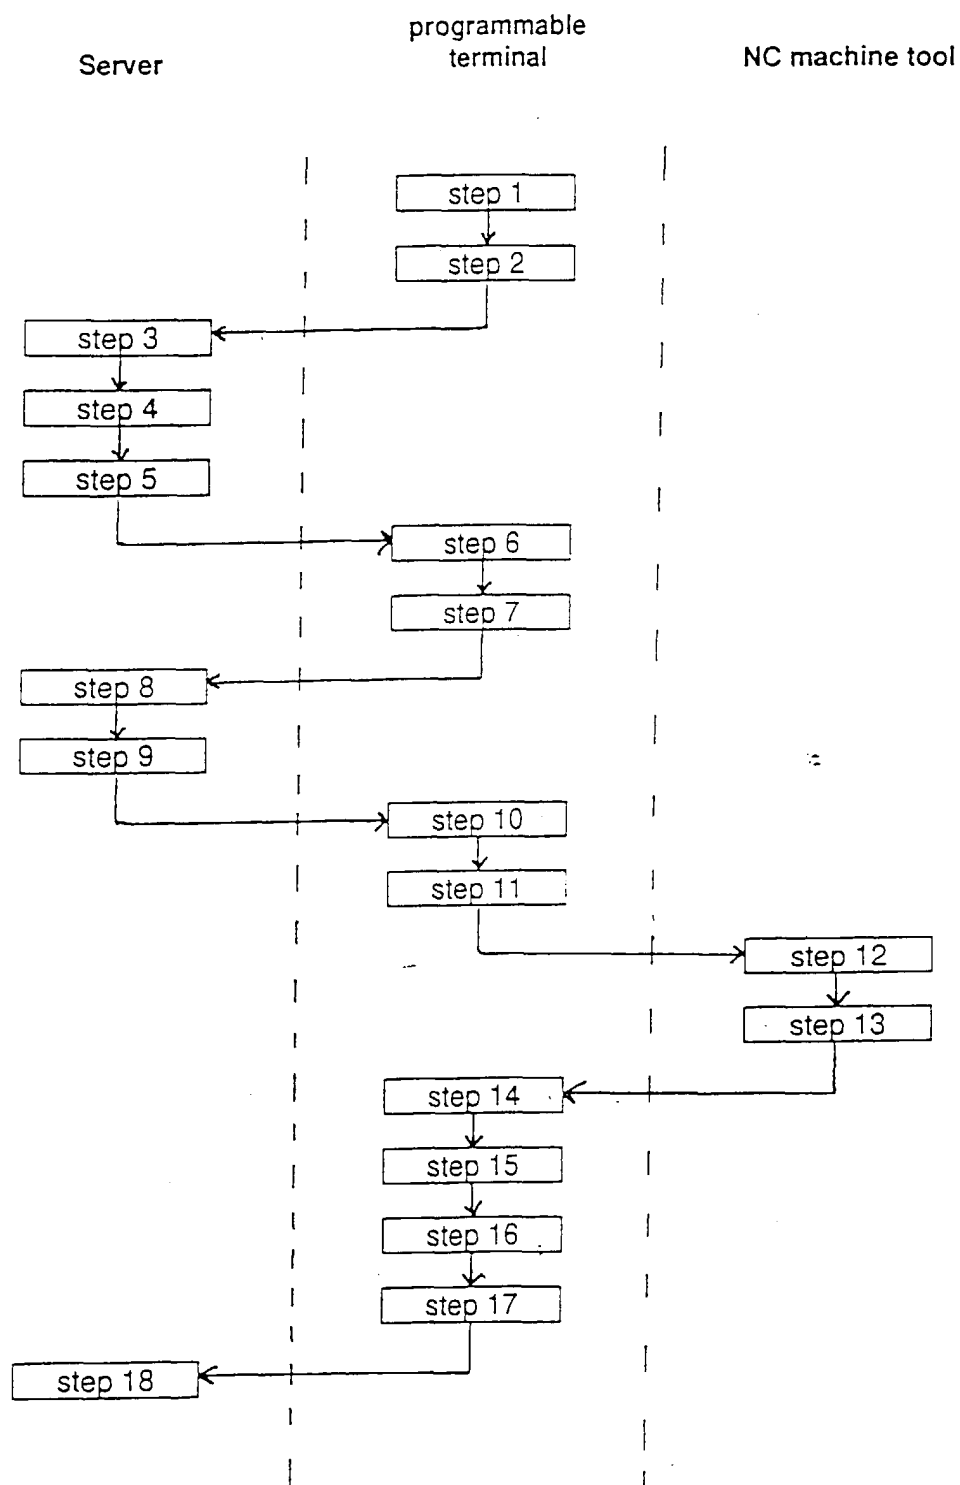 Server
programmable
terminal
NC machine tool
step 1
step 2
step 3
step 4
step 5
step 6
step 7
step 8
step 9
step 10
step 11
step 12
step 13
step 14
step 15
step 16
step 17
step 18